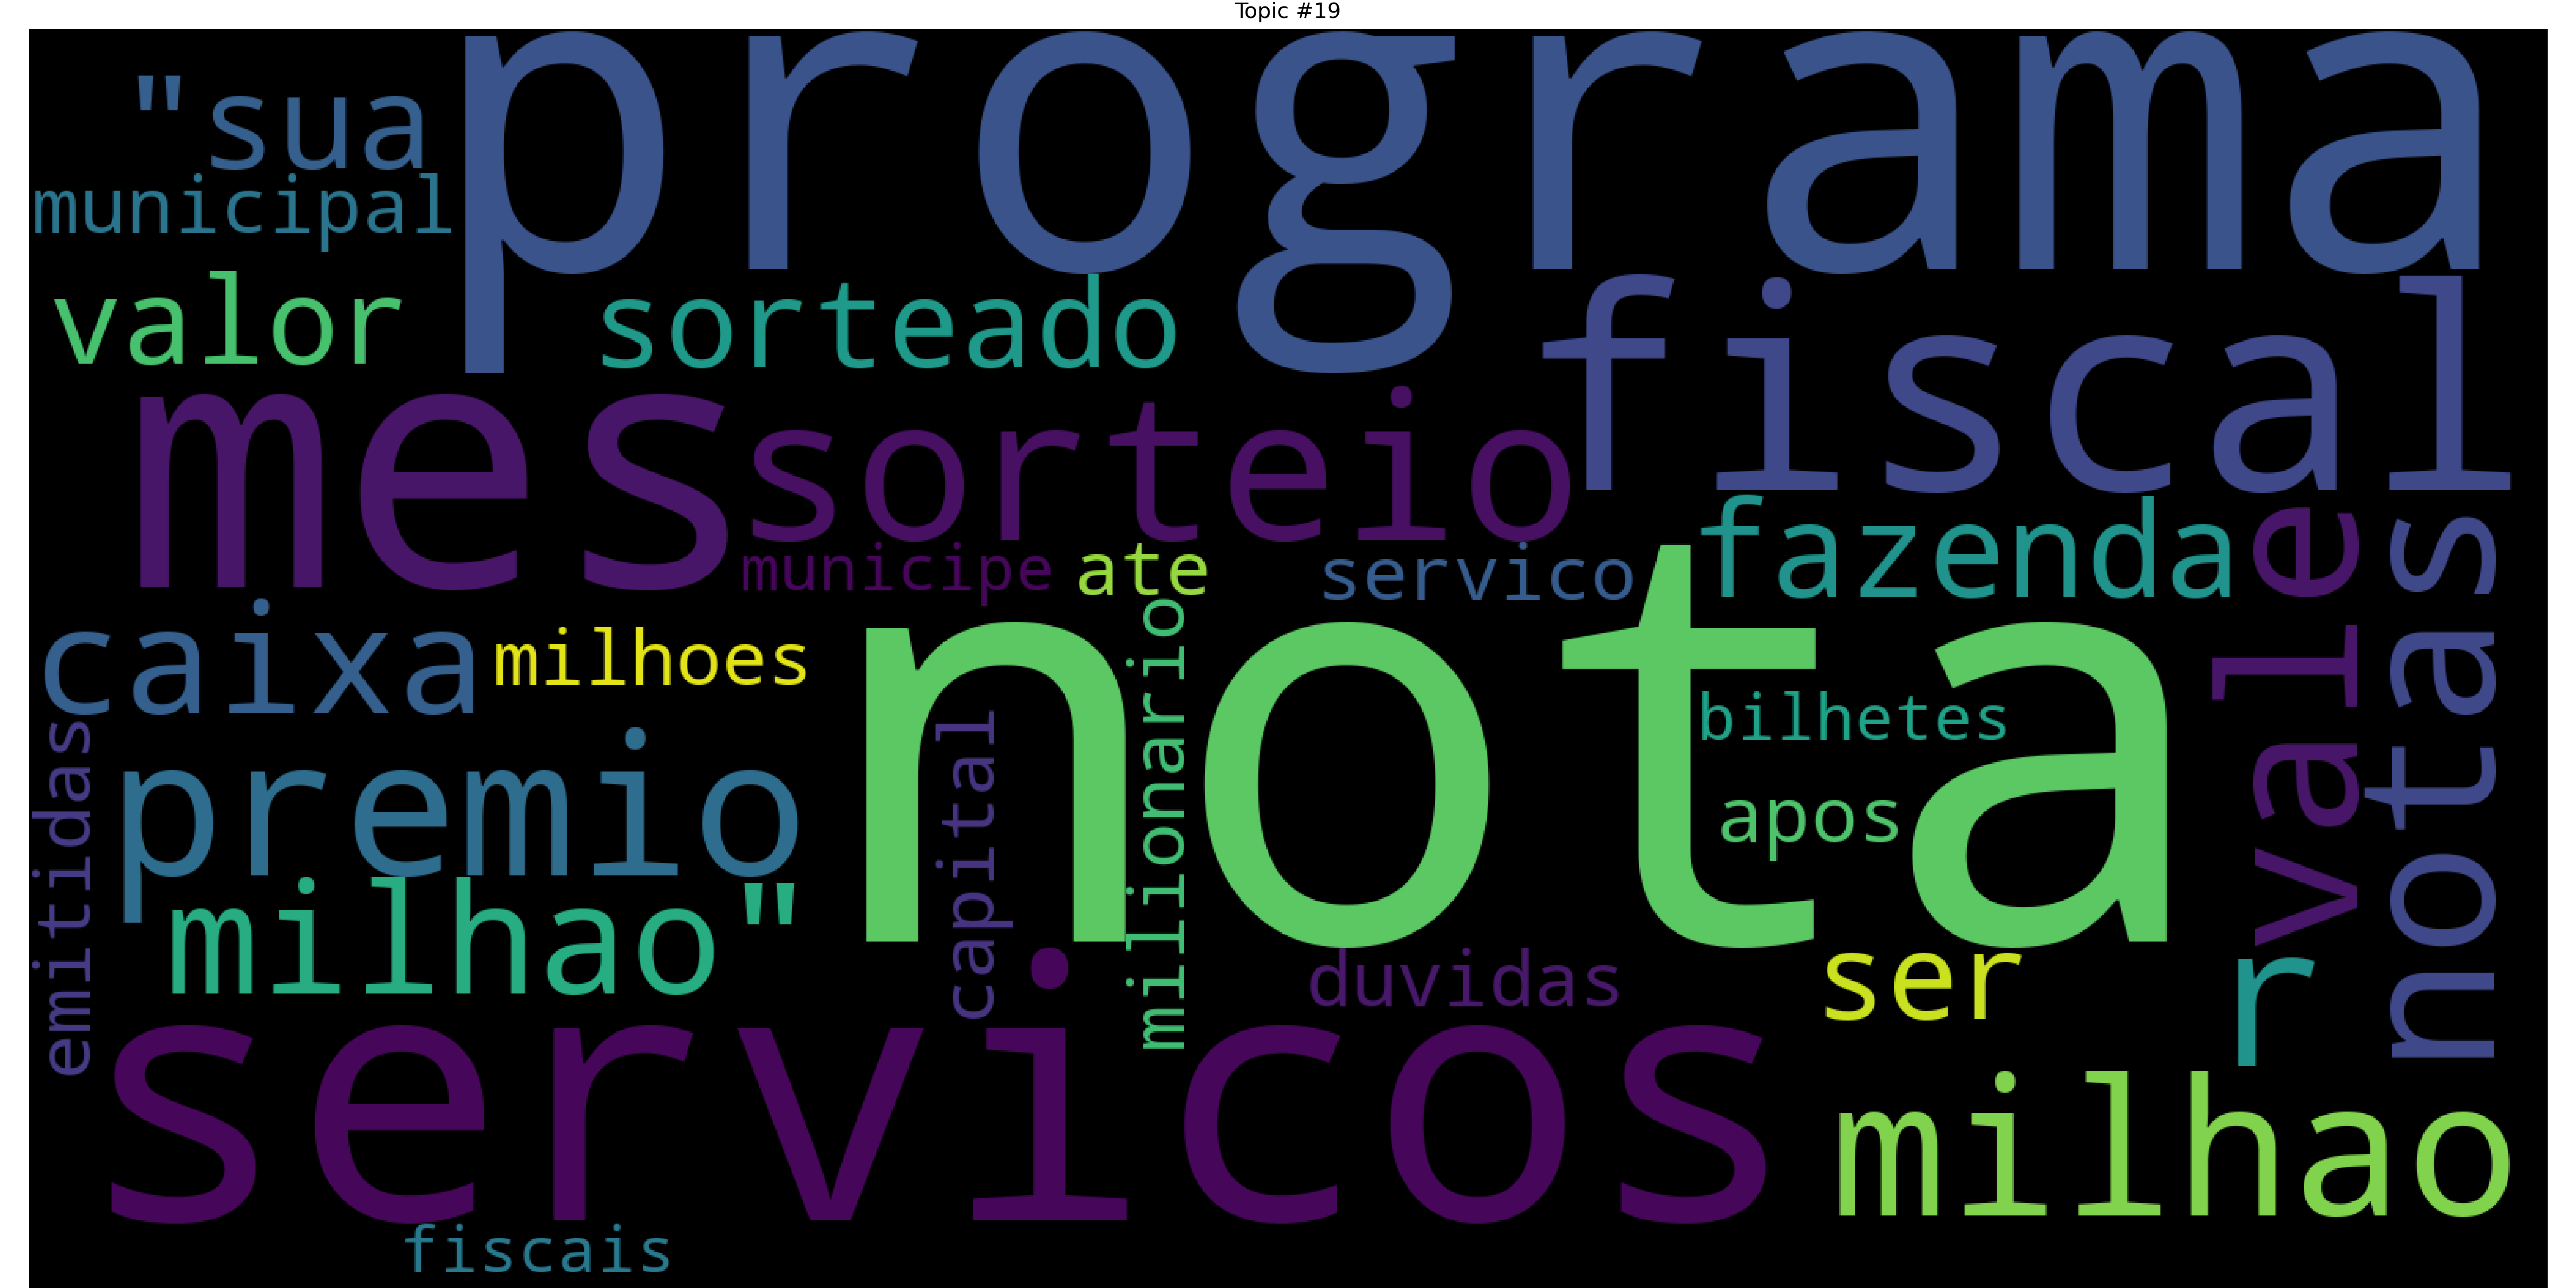 Topic #19
"sua
programa
municipal
valor
sorteado
fiscal
mes
sorteio
fazenda
vale
notas
municipe
ate
servico
caixa
milhoes
nota
milionario
bilhetes
emitidas
premio
capital
apos
milhao"
duvidas
ser
r
servicos
milhao
fiscais